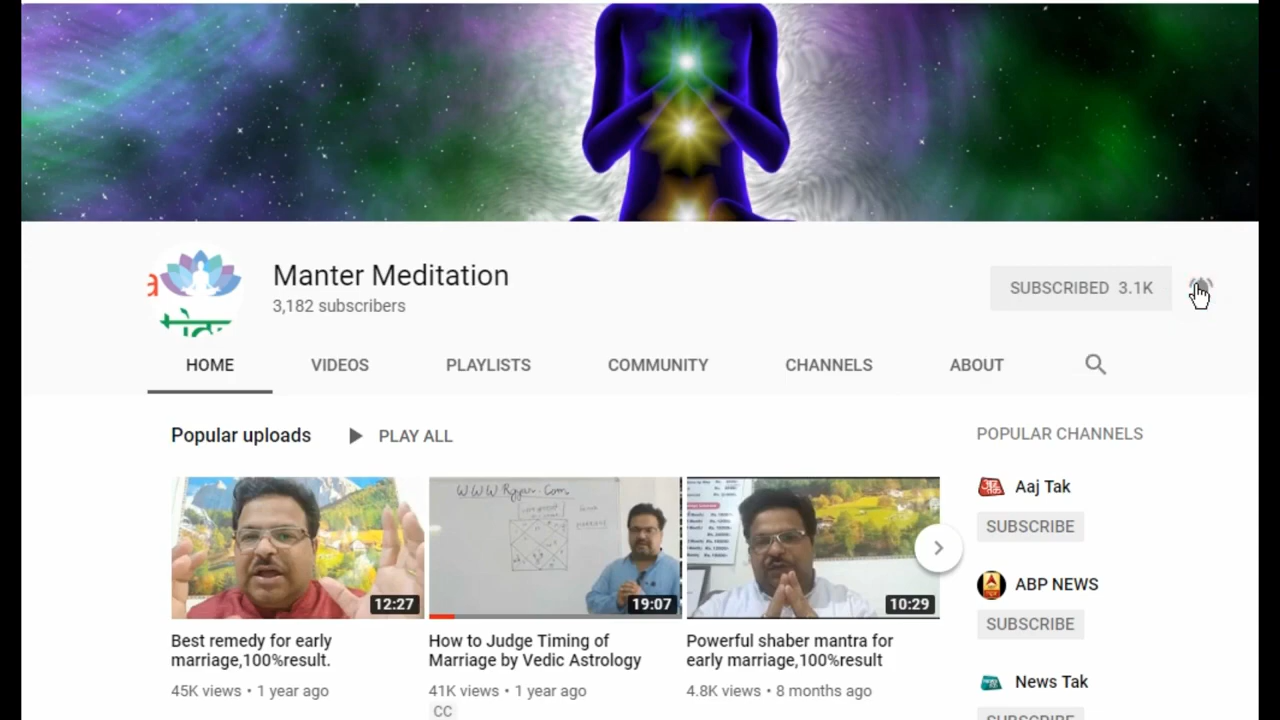 Manter Meditation
3,182 subscribers
SUBSCRIBED 3.1K
HOME VIDEOS PLAYLISTS COMMUNITY CHANNELS ABOUT
Popular uploads PLAY ALL
POPULAR CHANNELS
12:27
19:07
10:29
Best remedy for early
marriage,100%result.
45K views • 1 year ago
How to Judge Timing of
Marriage by Vedic Astrology
41K views • 1 year ago
CC
Powerful shaber mantra for
early marriage,100%result
4.8K views • 8 months ago
Aaj Tak
SUBSCRIBE
ABP NEWS
SUBSCRIBE
News Tak
SUBSCRIBE